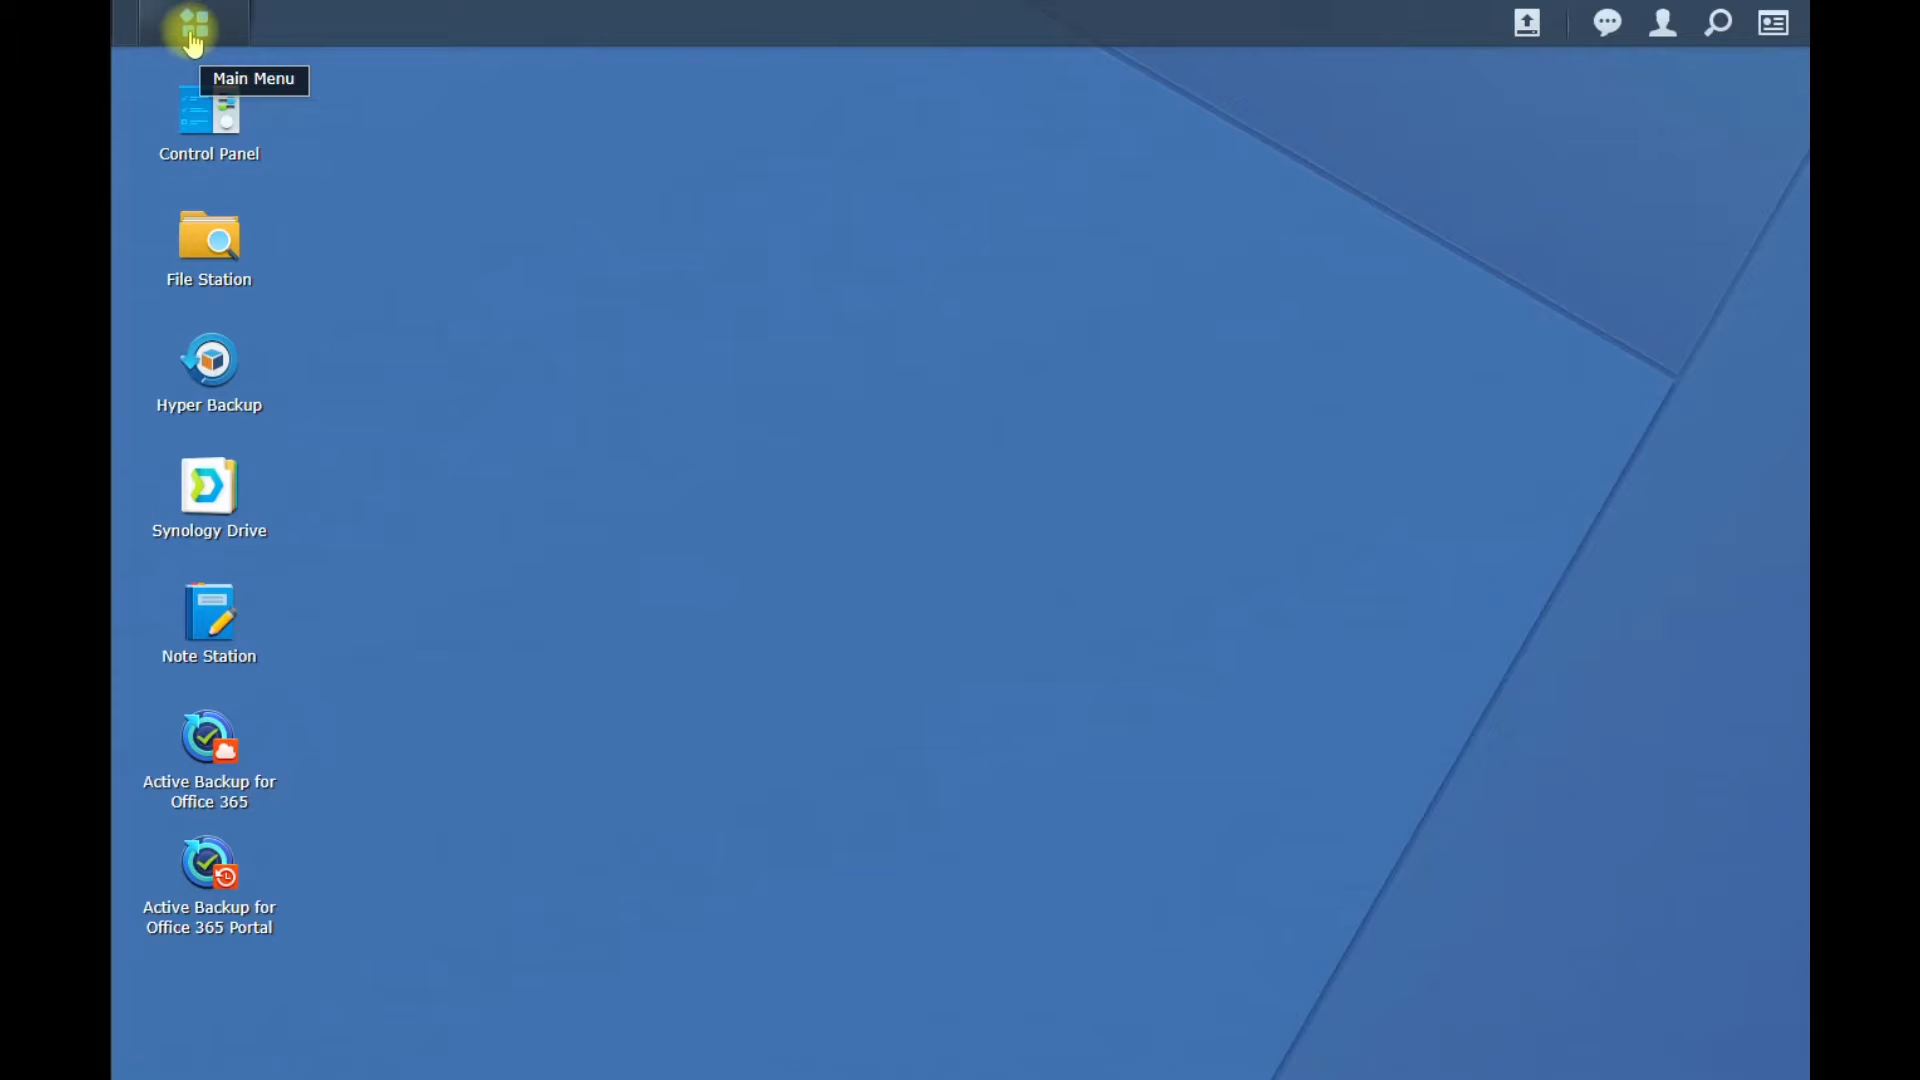 Main Menu
Control Panel
File Station
Hyper Backup
Synology Drive
Note Station
Active Backup for
Office 365
Active Backup for
Office 365 Portal